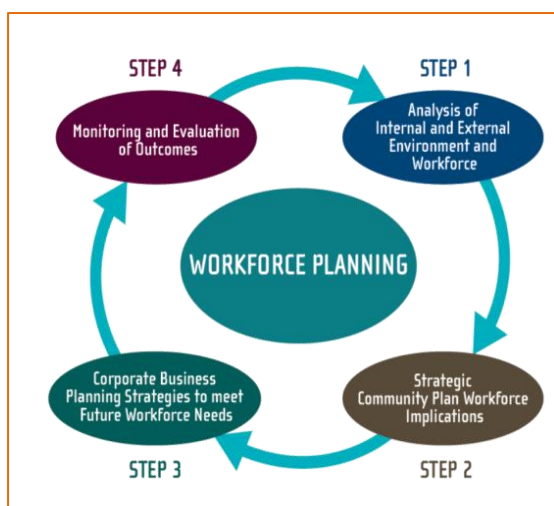 STEP 4
Monitoring and Evaluation
of Outcomes
STEP 1
Analysis of
Internal and External
Environment and
Workforce
WORKFORCE PLANNING
Corporate Business
Planning Strategies to meet
Future Workforce Needs
STEP 3
Strategic
Community Plan Workforce
Implications
STEP 2